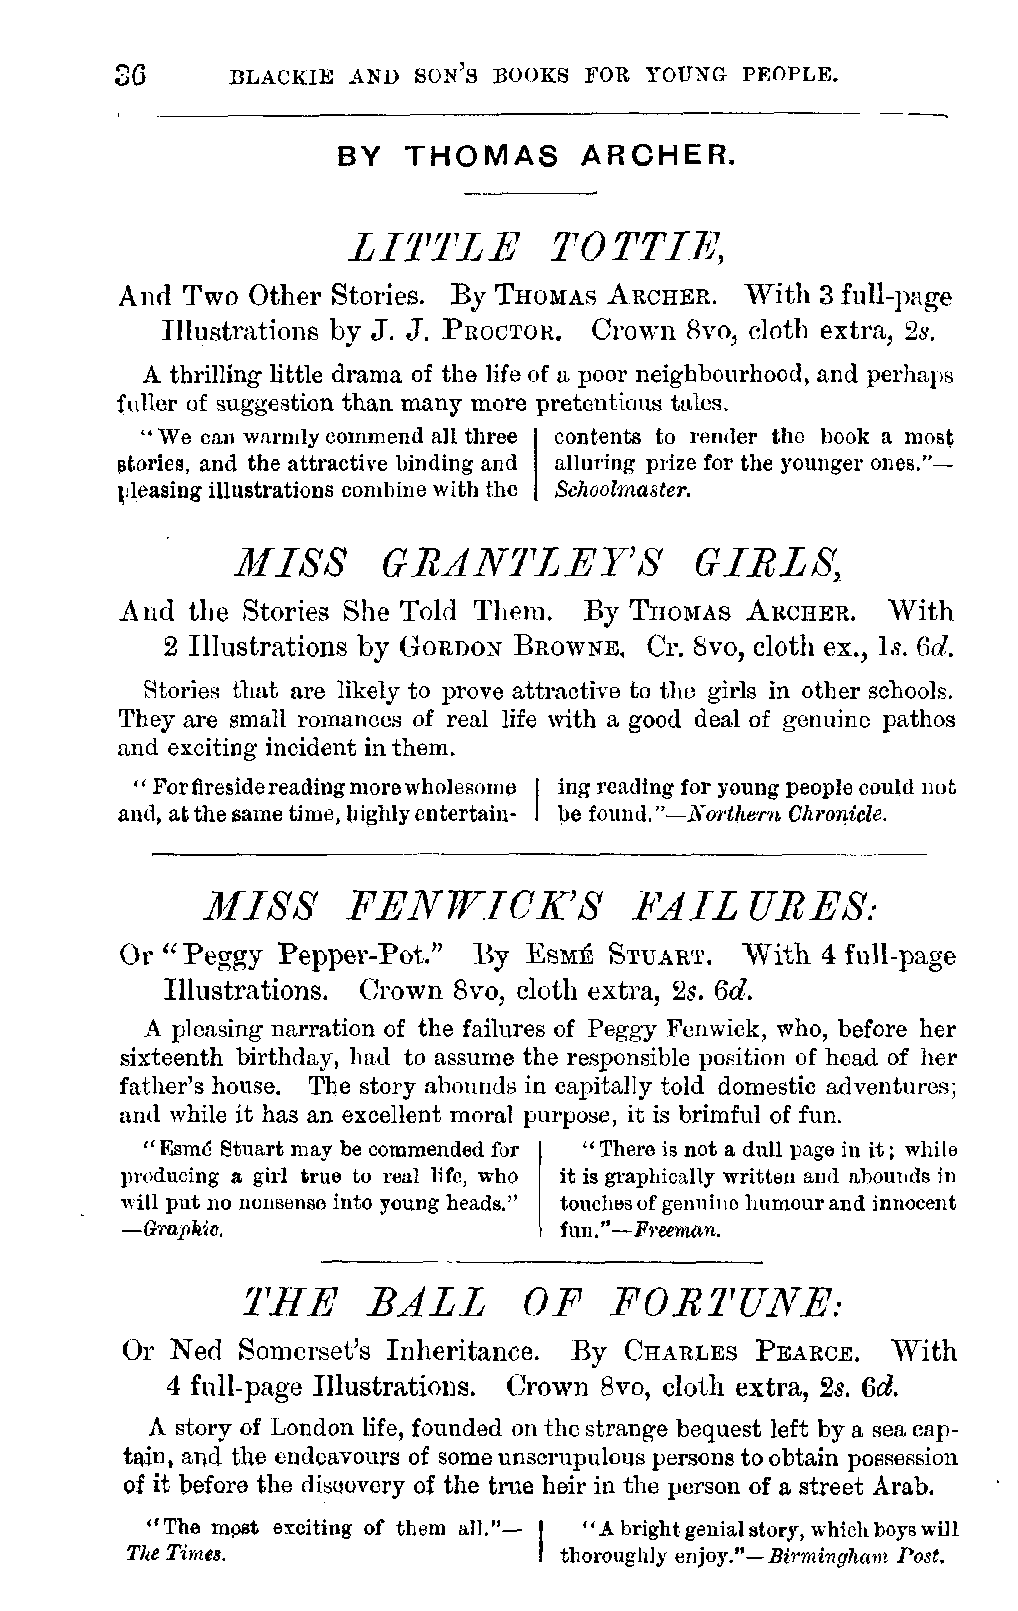 36 BLACKIE AND SON'S BOOKS FOR YOUNG PEOPLE.
BY THOMAS ARCHER.
LITTLE TOTTIE,
And Two Other Stories. By THOMAS ARCHER. With 3 full-page
Illustrations by J. J. PROCTOR. Crown 8vo, cloth extra, 2s.
A thrilling little drama of the life of a poor neighbourhood, and perhaps
fuller of suggestion than many more pretentious tales.
"We can warmly commend all three
stories, and the attractive binding and
pleasing illustrations combine with the
contents to render the book a most
alluring prize for the younger ones."—
Schoolmaster.
MISS GRANTLEY'S GIRLS,
And the Stories She Told Them. By THOMAS ARCHER. With
2 Illustrations by GORDON BROWNE. Cr. 8vo, cloth ex., 1s. 6d.
Stories that are likely to prove attractive to the girls in other schools.
They are small romances of real life with a good deal of genuine pathos
and exciting incident in them.
"For fireside reading more wholesome
and, at the same time, highly entertain-
ing reading for young people could not
be found."—Northern Chronicle.
MISS FENWICK'S FAILURES:
Or "Peggy Pepper-Pot." By ESMÉ STUART. With 4 full-page
Illustrations. Crown 8vo, cloth extra, 2s. 6d.
A pleasing narration of the failures of Peggy Fenwick, who, before her
sixteenth birthday, had to assume the responsible position of head of her
father's house. The story abounds in capitally told domestic adventures;
and while it has an excellent moral purpose, it is brimful of fun.
"Esmé Stuart may be commended for
producing a girl true to real life, who
will put no nonsense into young heads."
—Graphic.
"There is not a dull page in it; while
it is graphically written and abounds in
touches of genuine humour and innocent
fun."—Freeman.
THE BALL OF FORTUNE:
Or Ned Somerset's Inheritance. By CHARLES PEARCE. With
4 full-page Illustrations. Crown 8vo, cloth extra, 2s. 6d.
A story of London life, founded on the strange bequest left by a sea cap-
tain, and the endeavours of some unscrupulous persons to obtain possession
of it before the discovery of the true heir in the person of a street Arab.
"The most exciting of them all."—
The Times.
"A bright genial story, which boys will
thoroughly enjoy."—Birmingham Post.